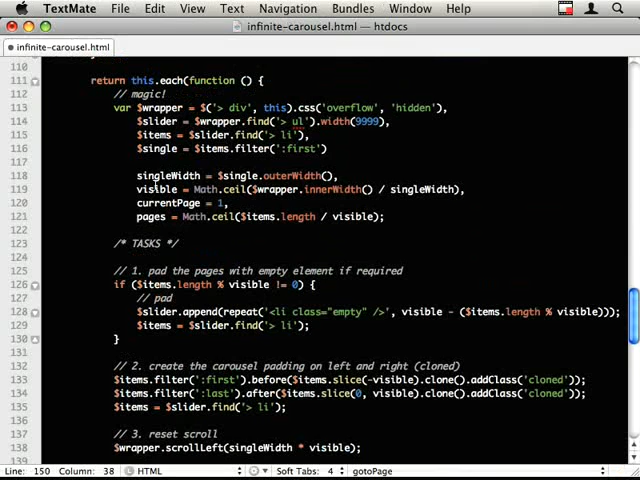 TextMate File Edit View Text Navigation Bundles Window Help
infinite-carousel.html — htdocs
infinite-carousel.html
110
111 return this.each(function () {
112 // magic!
113 var $wrapper = $('> div', this).css('overflow', 'hidden'),
114 $slider = $wrapper.find('> ul').width(9999),
115 $items = $slider.find('> li'),
116 $single = $items.filter(':first')
117
118 singleWidth = $single.outerWidth(),
119 visible = Math.ceil($wrapper.innerWidth() / singleWidth),
120 currentPage = 1,
121 pages = Math.ceil($items.length / visible);
122
123 /* TASKS */
124
125 // 1. pad the pages with empty element if required
126 if ($items.length % visible != 0) {
127 // pad
128 $slider.append(repeat('<li class="empty" />', visible - ($items.length % visible)));
129 $items = $slider.find('> li');
130 }
131
132 // 2. create the carousel padding on left and right (cloned)
133 $items.filter(':first').before($items.slice(-visible).clone().addClass('cloned'));
134 $items.filter(':last').after($items.slice(0, visible).clone().addClass('cloned'));
135 $items = $slider.find('> li');
136
137 // 3. reset scroll
138 $wrapper.scrollLeft(singleWidth * visible);
139
Line: 150 Column: 38 HTML Soft Tabs: 4 gotoPage